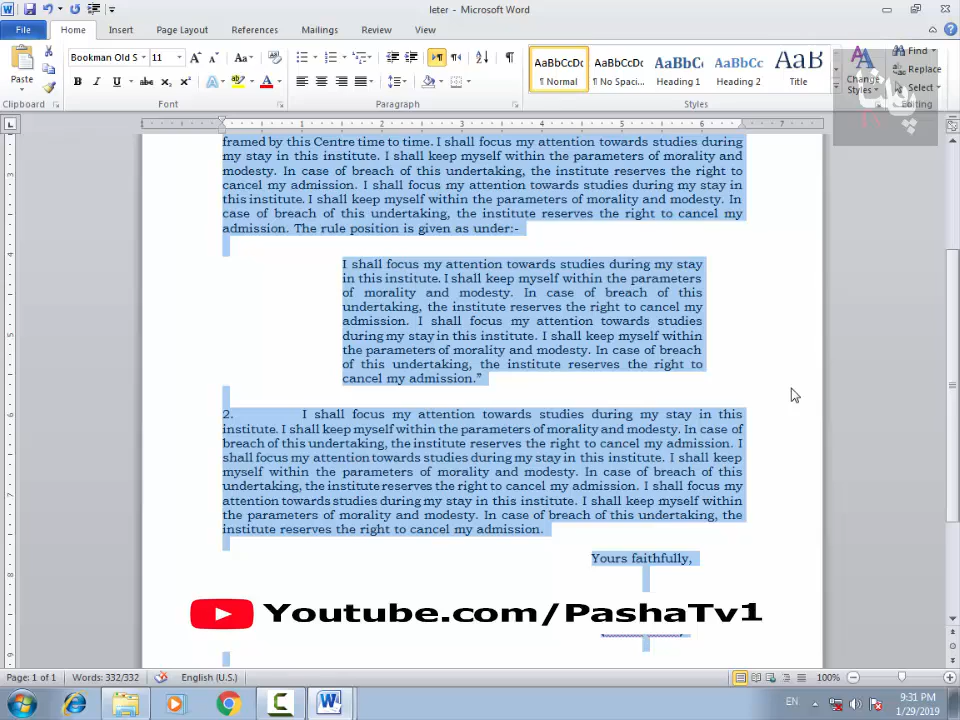 leter - Microsoft Word
File Home Insert Page Layout References Mailings Review View
Paste
Bookman Old S 11
AaBbCcDc AaBbCcDc AaBbC AaBbCc AaB
¶ Normal ¶ No Spaci... Heading 1 Heading 2 Title
Change Styles
Find
Replace
Select
Clipboard Font Paragraph Styles Editing
پاشا
1 2 3 4 5 6 7
framed by this Centre time to time. I shall focus my attention towards studies during
my stay in this institute. I shall keep myself within the parameters of morality and
modesty. In case of breach of this undertaking, the institute reserves the right to
cancel my admission. I shall focus my attention towards studies during my stay in
this institute. I shall keep myself within the parameters of morality and modesty. In
case of breach of this undertaking, the institute reserves the right to cancel my
admission. The rule position is given as under:-
I shall focus my attention towards studies during my stay
in this institute. I shall keep myself within the parameters
of morality and modesty. In case of breach of this
undertaking, the institute reserves the right to cancel my
admission. I shall focus my attention towards studies
during my stay in this institute. I shall keep myself within
the parameters of morality and modesty. In case of breach
of this undertaking, the institute reserves the right to
cancel my admission.”
2. I shall focus my attention towards studies during my stay in this
institute. I shall keep myself within the parameters of morality and modesty. In case of
breach of this undertaking, the institute reserves the right to cancel my admission. I
shall focus my attention towards studies during my stay in this institute. I shall keep
myself within the parameters of morality and modesty. In case of breach of this
undertaking, the institute reserves the right to cancel my admission. I shall focus my
attention towards studies during my stay in this institute. I shall keep myself within
the parameters of morality and modesty. In case of breach of this undertaking, the
institute reserves the right to cancel my admission.
Yours faithfully,
Youtube.com/PashaTv1
Page: 1 of 1 Words: 332/332 English (U.S.) 100%
EN 9:31 PM
1/29/2019